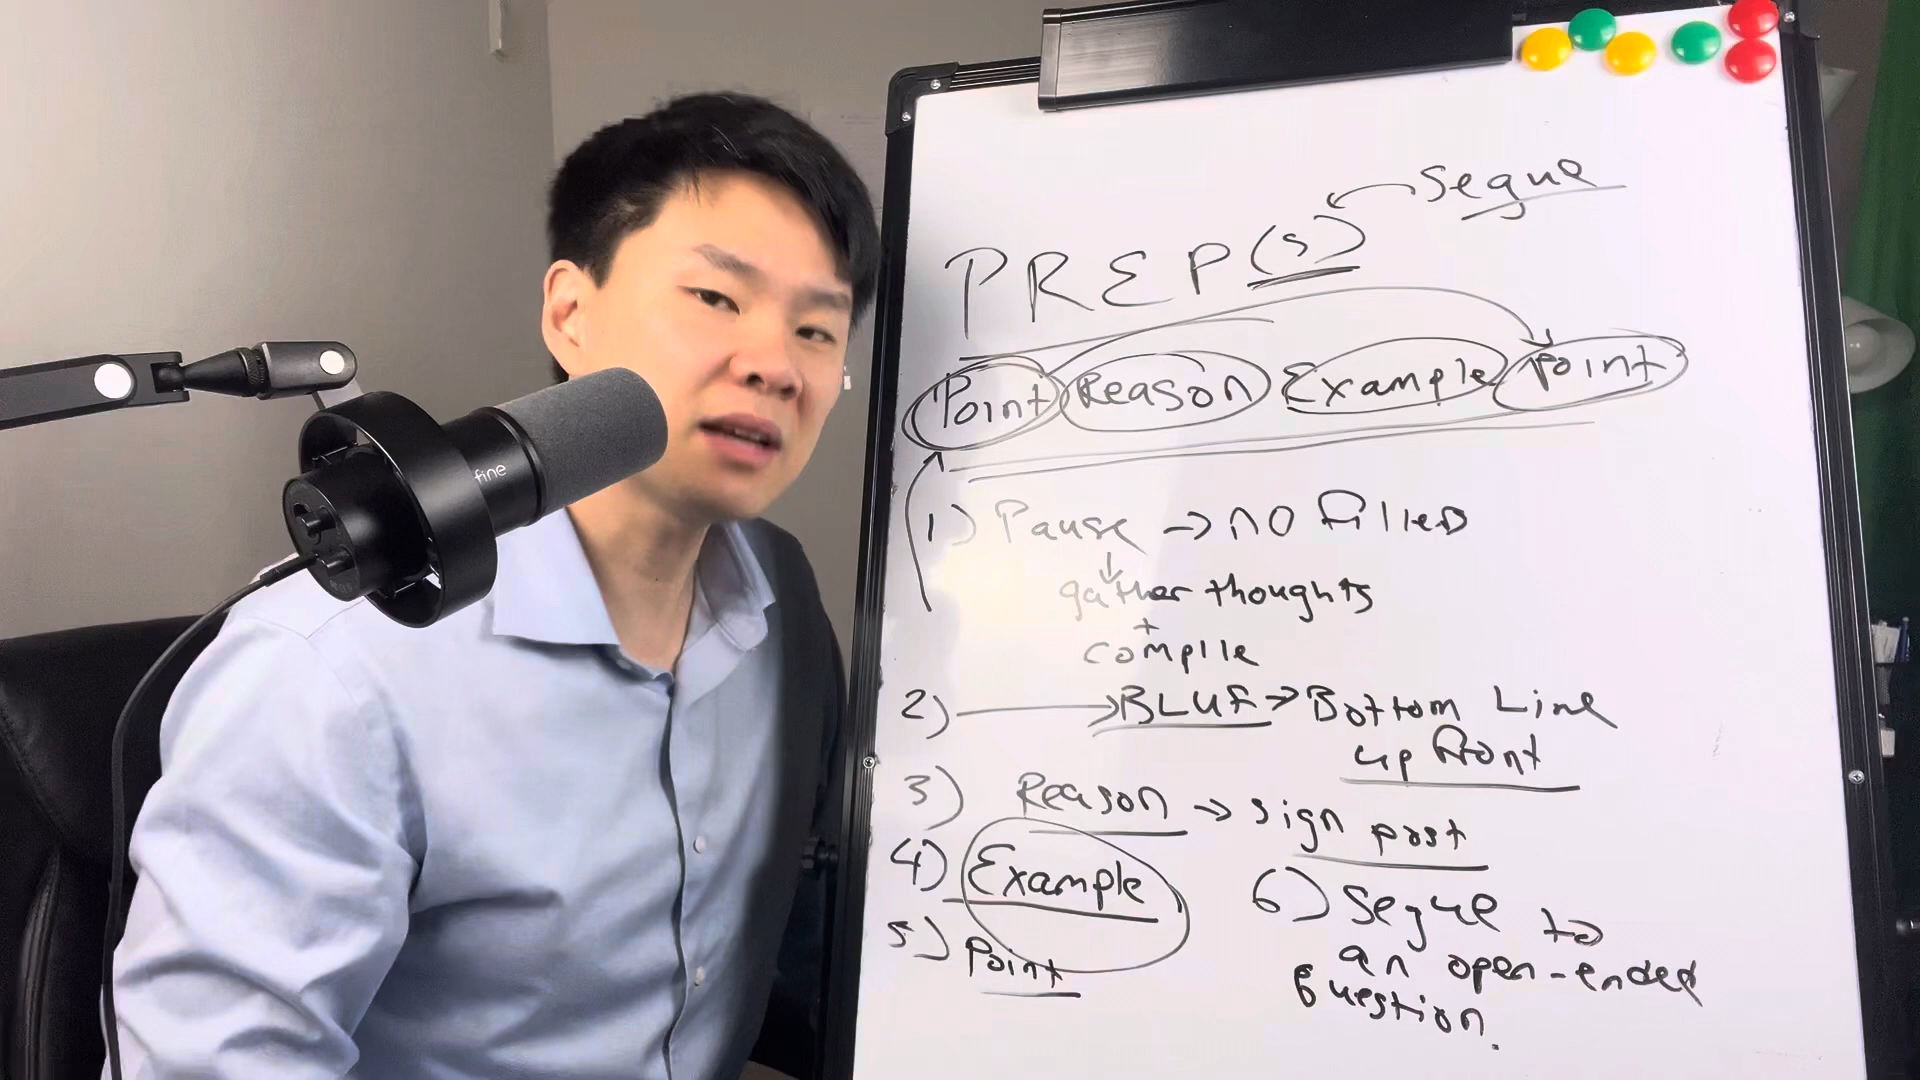 segue
PREP(s)
Point Reason Example Point
1) Pause → no filled
gather thoughts
+
compile
2) → BLUF → Bottom Line
up front
3) Reason → sign post
4) Example
5) Point
6) segue to
an open-ended
question.
fine